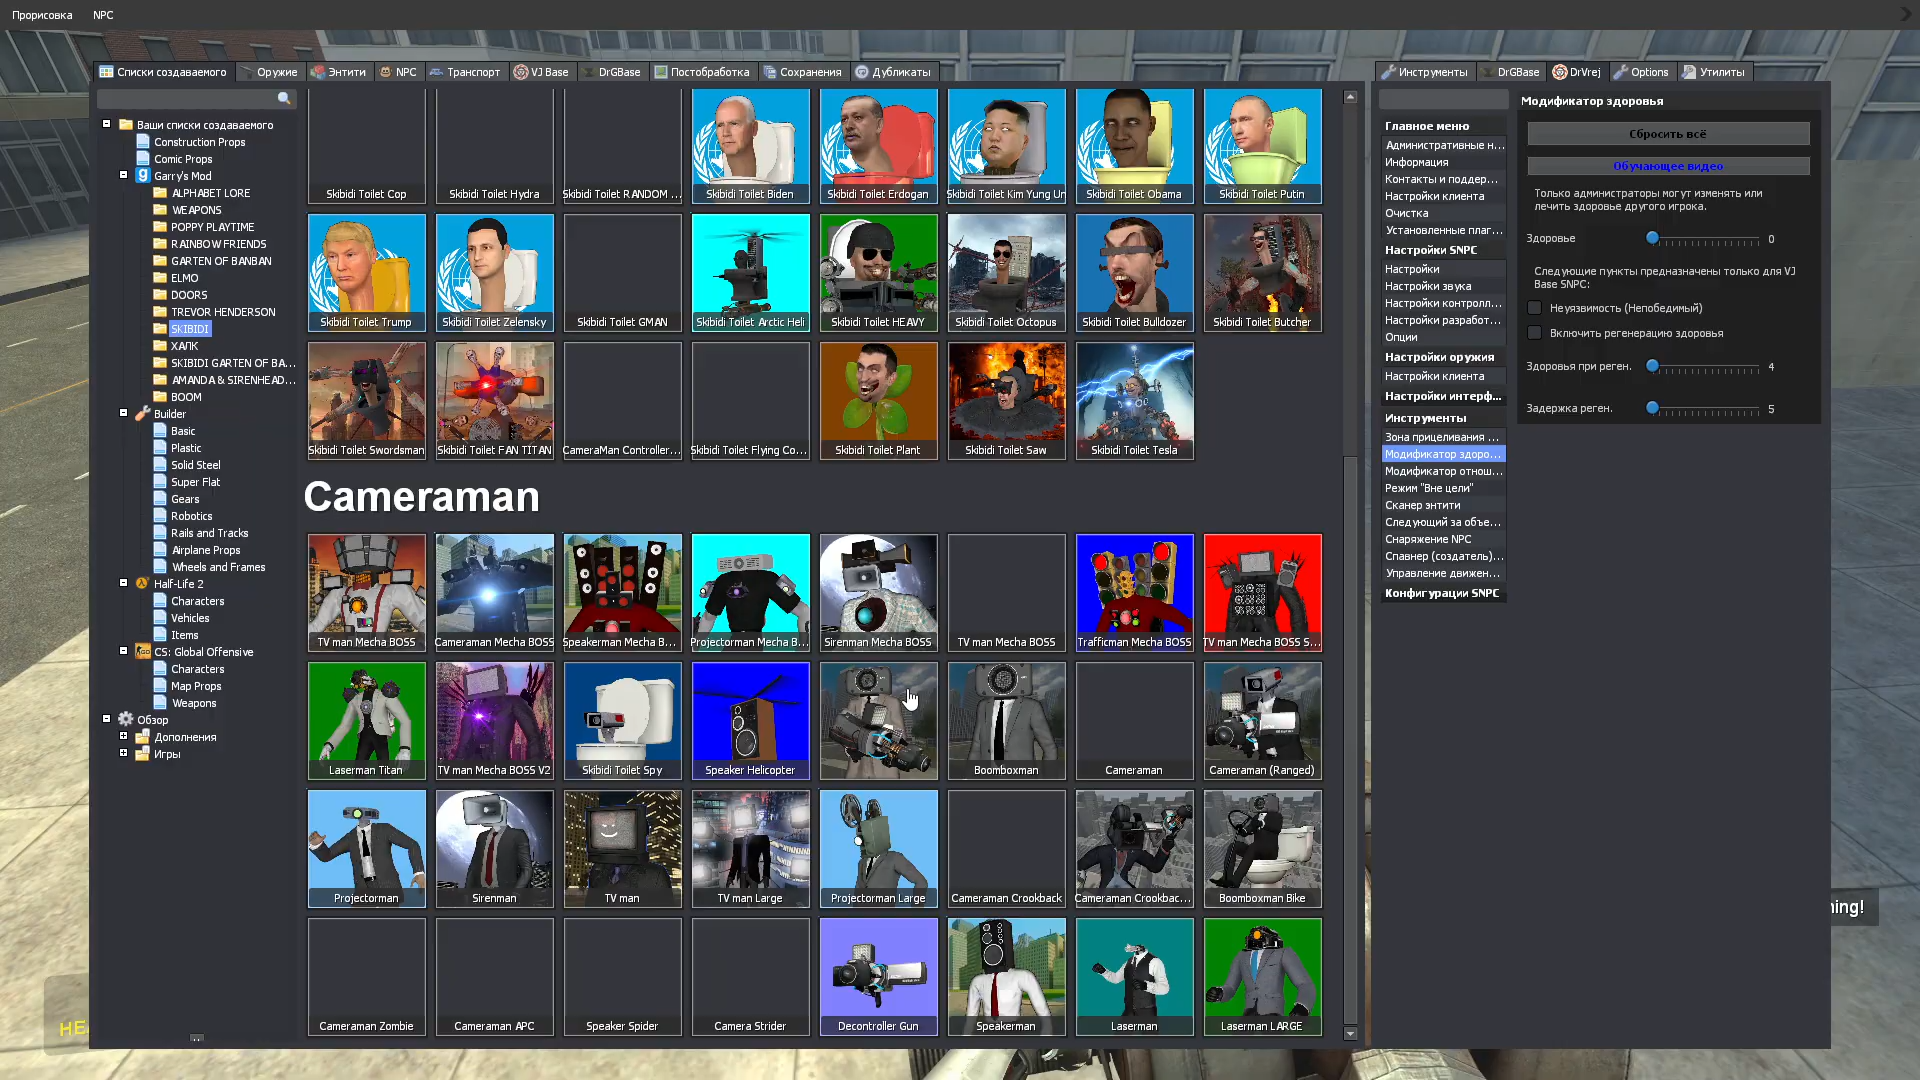 Прорисовка NPC
Списки создаваемого Оружие Энтити NPC Транспорт VJ Base DrGBase Постобработка Сохранения Дубликаты
Ваши списки создаваемого
Construction Props
Comic Props
Garry's Mod
ALPHABET LORE
WEAPONS
POPPY PLAYTIME
RAINBOW FRIENDS
GARTEN OF BANBAN
ELMO
DOORS
TREVOR HENDERSON
SKIBIDI
ХАЛК
SKIBIDI GARTEN OF BA...
AMANDA & SIRENHEAD...
BOOM
Builder
Basic
Plastic
Solid Steel
Super Flat
Gears
Robotics
Rails and Tracks
Airplane Props
Wheels and Frames
Half-Life 2
Characters
Vehicles
Items
CS: Global Offensive
Characters
Map Props
Weapons
Обзор
Дополнения
Игры
Skibidi Toilet Cop Skibidi Toilet Hydra Skibidi Toilet RANDOM ... Skibidi Toilet Biden Skibidi Toilet Erdogan Skibidi Toilet Kim Yung Un Skibidi Toilet Obama Skibidi Toilet Putin
Skibidi Toilet Trump Skibidi Toilet Zelensky Skibidi Toilet GMAN Skibidi Toilet Arctic Heli Skibidi Toilet HEAVY Skibidi Toilet Octopus Skibidi Toilet Bulldozer Skibidi Toilet Butcher
Skibidi Toilet Swordsman Skibidi Toilet FAN TITAN CameraMan Controller... Skibidi Toilet Flying Co... Skibidi Toilet Plant Skibidi Toilet Saw Skibidi Toilet Tesla
Cameraman
TV man Mecha BOSS Cameraman Mecha BOSS Speakerman Mecha B... Projectorman Mecha B... Sirenman Mecha BOSS TV man Mecha BOSS Trafficman Mecha BOSS TV man Mecha BOSS S...
Laserman Titan TV man Mecha BOSS V2 Skibidi Toilet Spy Speaker Helicopter Boomboxman Cameraman Cameraman (Ranged)
Projectorman Sirenman TV man TV man Large Projectorman Large Cameraman Crookback Cameraman Crookbac... Boomboxman Bike
Cameraman Zombie Cameraman APC Speaker Spider Camera Strider Decontroller Gun Speakerman Laserman Laserman LARGE
Инструменты DrGBase DrVrej Options Утилиты
Главное меню
Административные н...
Информация
Контакты и поддер...
Настройки клиента
Очистка
Установленные плаг...
Настройки SNPC
Настройки
Настройки звука
Настройки контролл...
Настройки разработ...
Опции
Настройки оружия
Настройки клиента
Настройки интерф...
Инструменты
Зона прицеливания ...
Модификатор здоро...
Модификатор отнош...
Режим "Вне цели"
Сканер энтити
Следующий за объе...
Снаряжение NPC
Спавнер (создатель)...
Управление движен...
Конфигурации SNPC
Модификатор здоровья
Сбросить всё
Обучающее видео
Только администраторы могут изменять или
лечить здоровье другого игрока.
Здоровье 0
Следующие пункты предназначены только для VJ
Base SNPC:
Неуязвимость (Непобедимый)
Включить регенерацию здоровья
Здоровья при реген. 4
Задержка реген. 5
ning!
HE